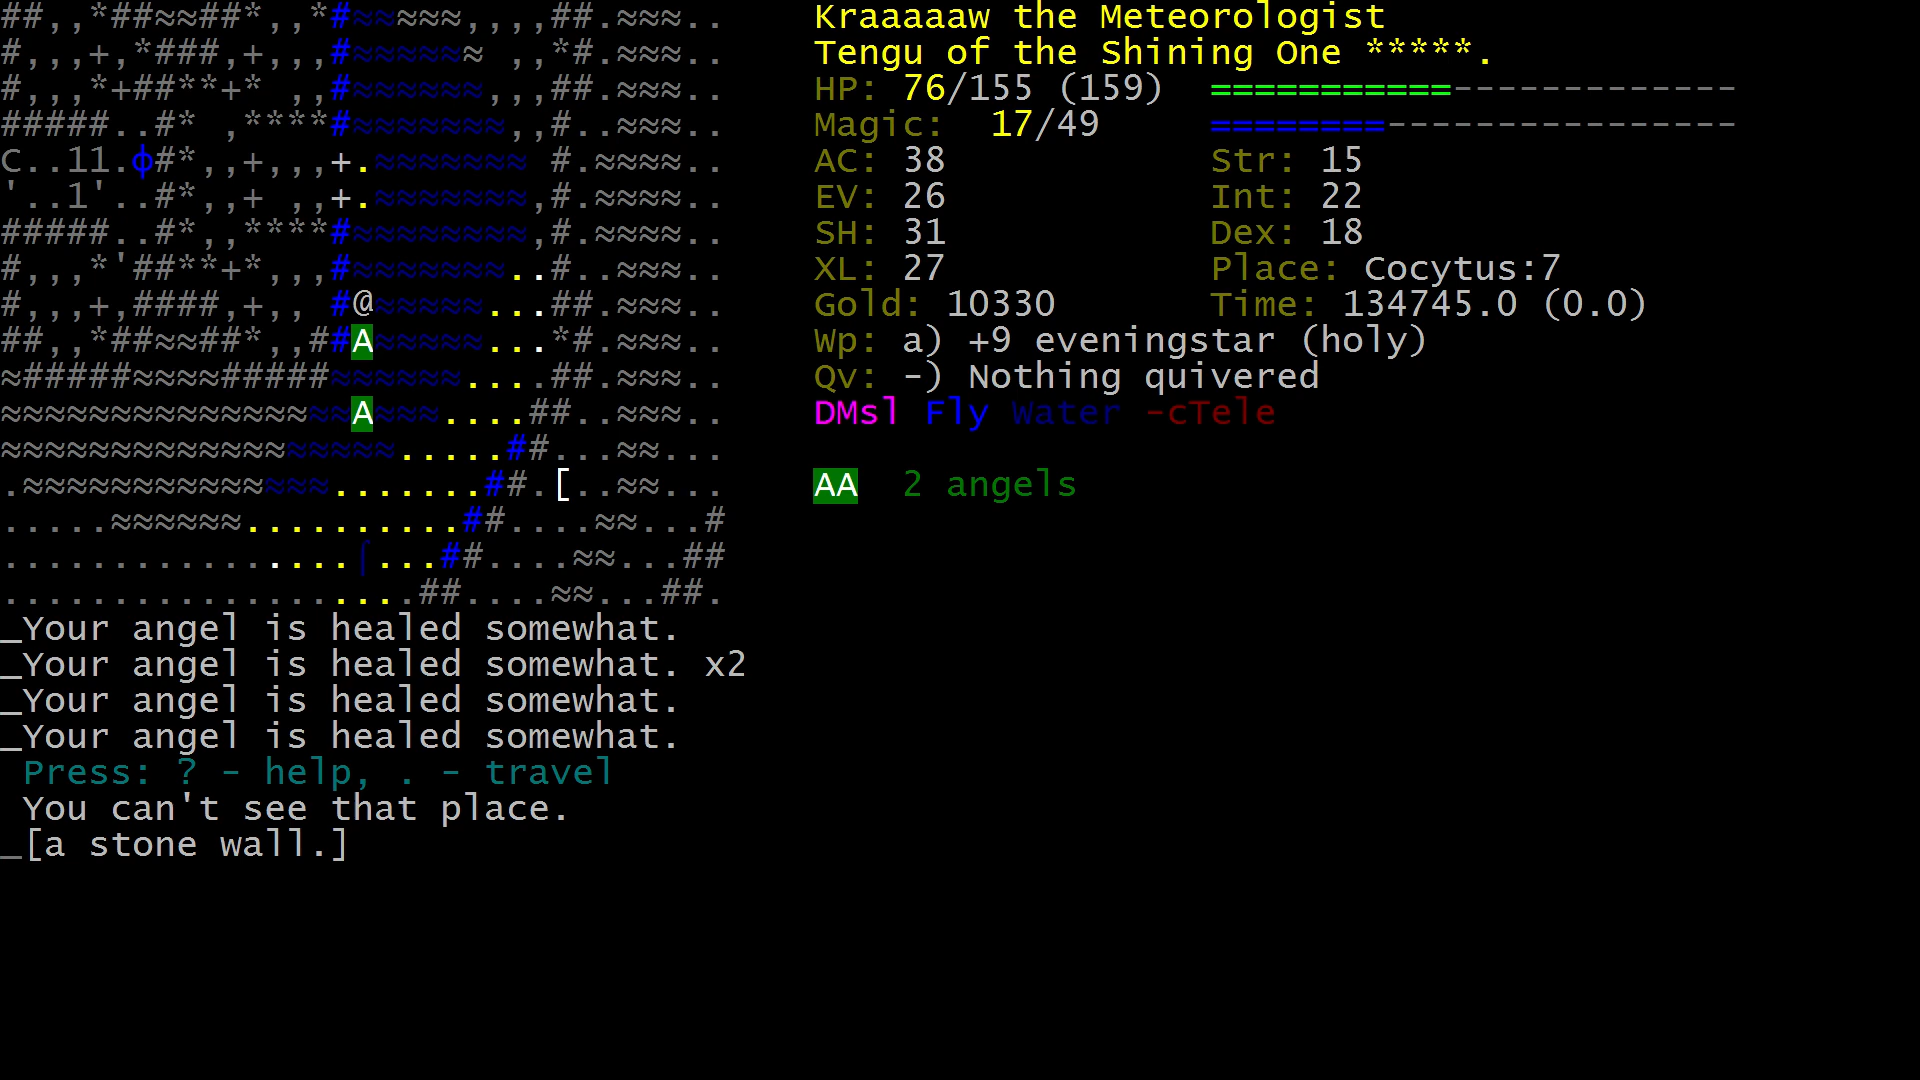 ##,,*##≈≈##*,,*#≈≈≈≈≈,,,,##.≈≈≈.. Kraaaaaw the Meteorologist
#,,,+,*###,+,,,#≈≈≈≈≈≈ ,,*#.≈≈≈.. Tengu of the Shining One *****.
#,,,*+##**+* ,,#≈≈≈≈≈≈,,,##.≈≈≈.. HP: 76/155 (159) ===========-------------
#####..#* ,****#≈≈≈≈≈≈≈,,#..≈≈≈.. Magic: 17/49 ========----------------
c..11.φ#*,,+,,,+.≈≈≈≈≈≈≈ #.≈≈≈≈.. AC: 38 Str: 15
'..1'..#*,,+ ,,+.≈≈≈≈≈≈≈,#.≈≈≈≈.. EV: 26 Int: 22
#####..#*,,****#≈≈≈≈≈≈≈≈,#.≈≈≈≈.. SH: 31 Dex: 18
#,,,*'##**+*,,,#≈≈≈≈≈≈≈..#..≈≈≈.. XL: 27 Place: Cocytus:7
#,,,+,####,+,, #@≈≈≈≈≈...##.≈≈≈.. Gold: 10330 Time: 134745.0 (0.0)
##,,*##≈≈##*,,##A≈≈≈≈≈...*#.≈≈≈.. Wp: a) +9 eveningstar (holy)
≈#####≈≈≈≈#####≈≈≈≈≈≈....##.≈≈≈.. Qv: -) Nothing quivered
≈≈≈≈≈≈≈≈≈≈≈≈≈≈≈≈A≈≈≈....##..≈≈≈.. DMsl Fly Water -cTele
≈≈≈≈≈≈≈≈≈≈≈≈≈≈≈≈≈≈.....##...≈≈...
.≈≈≈≈≈≈≈≈≈≈≈≈≈≈.......##.[..≈≈... AA 2 angels
.....≈≈≈≈≈≈..........##....≈≈...#
................⌠...##....≈≈...##
...................##....≈≈...##.
_Your angel is healed somewhat.
_Your angel is healed somewhat. x2
_Your angel is healed somewhat.
_Your angel is healed somewhat.
Press: ? - help, . - travel
You can't see that place.
_[a stone wall.]